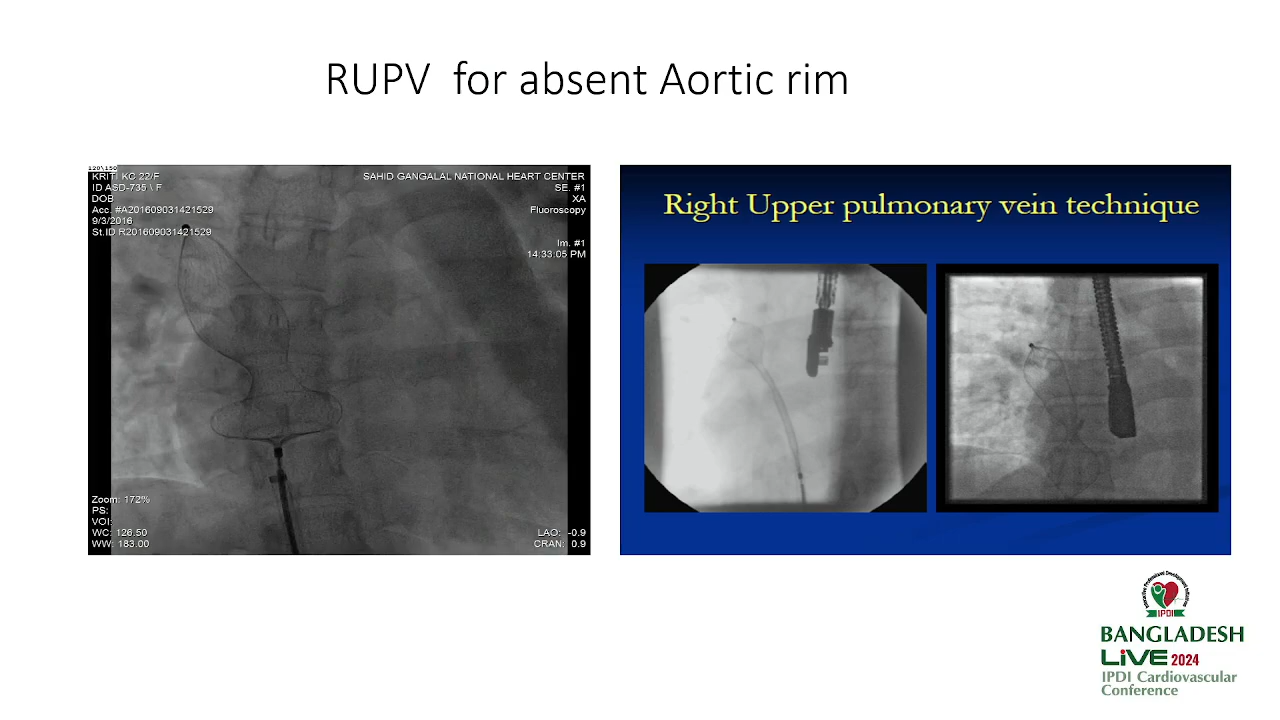 RUPV for absent Aortic rim
120\150
KRITI KC 22/F
ID ASD-735 \ F
DOB
Acc. #A201609031421529
9/3/2016
St.ID R201609031421529
SAHID GANGALAL NATIONAL HEART CENTER
SE. #1
XA
Fluoroscopy
Im. #1
14:33:05 PM
Zoom: 172%
PS:
VOI:
WC: 126.50
WW: 183.00
LAO: -0.9
CRAN: 0.9
Right Upper pulmonary vein technique
IPDI
BANGLADESH
LiVE 2024
IPDI Cardiovascular
Conference